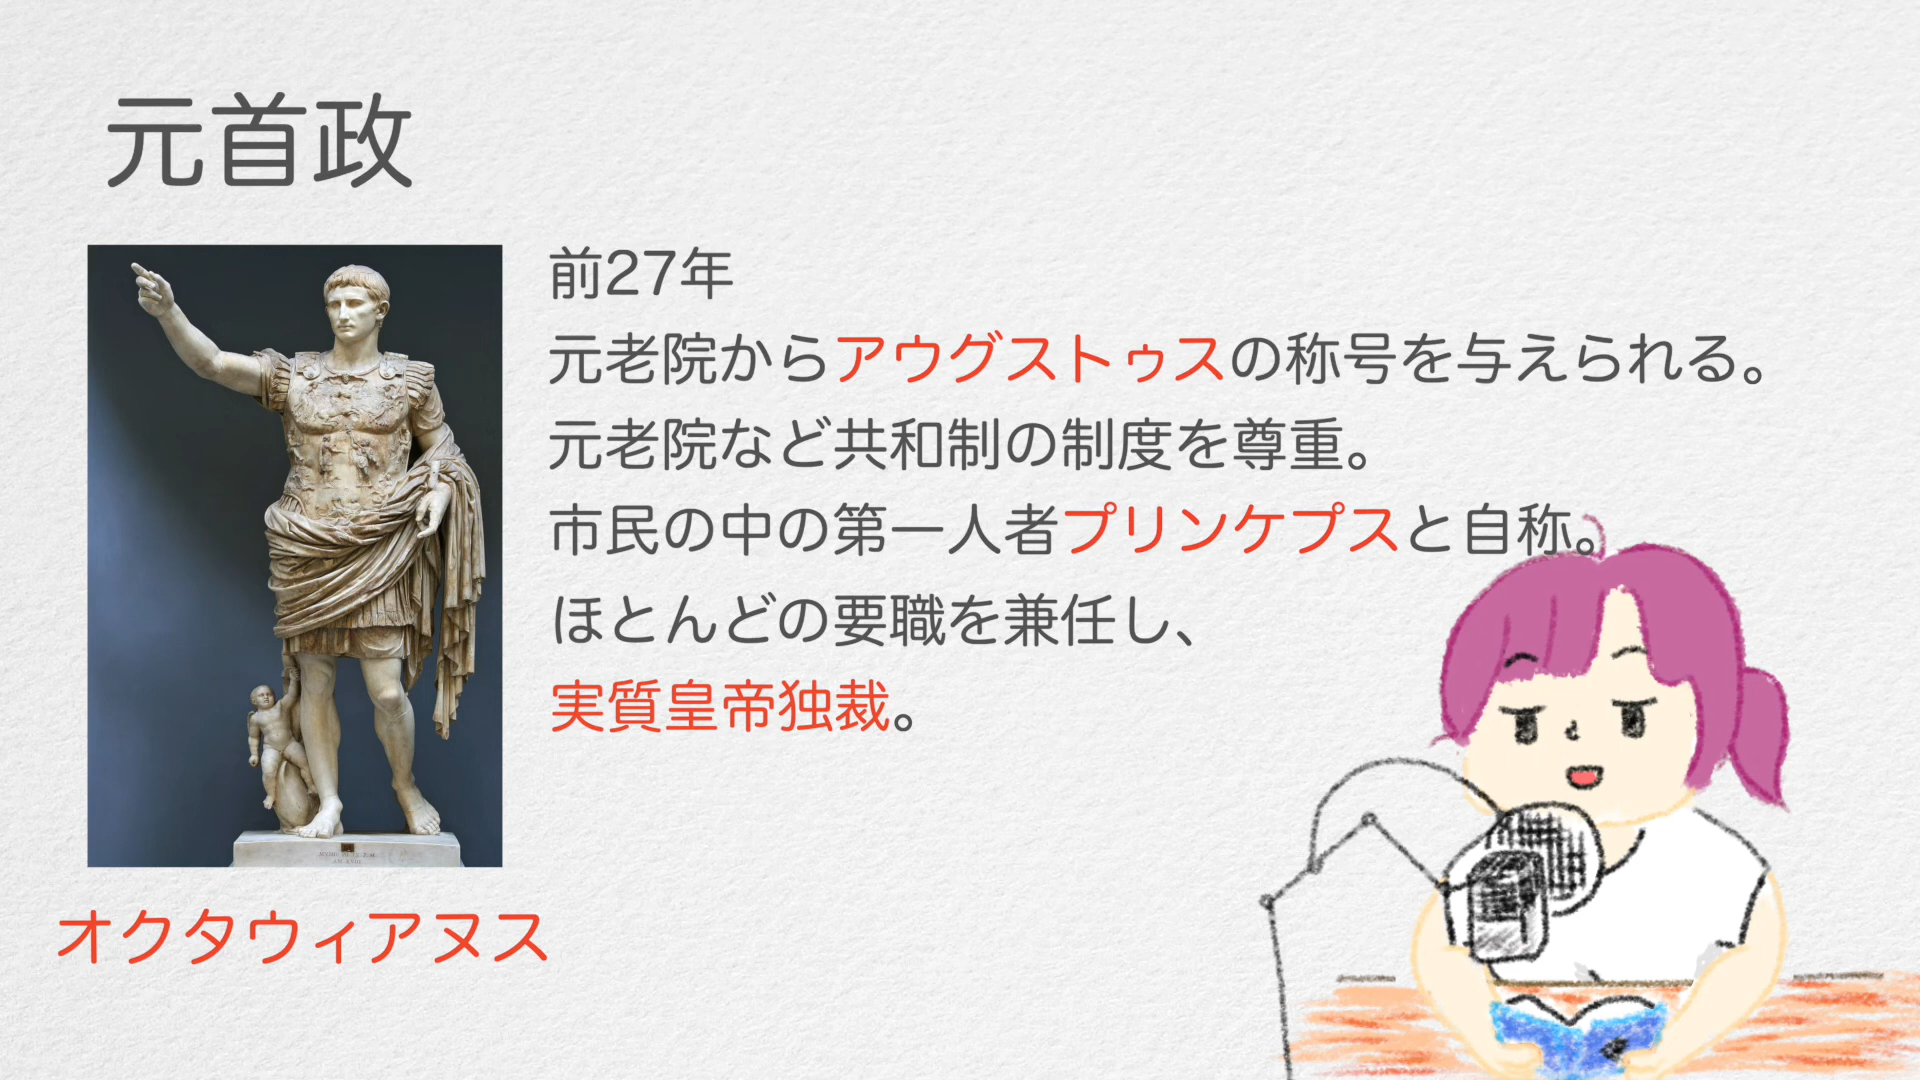 元首政
前27年
元老院からアウグストゥスの称号を与えられる。
元老院など共和制の制度を尊重。
市民の中の第一人者プリンケプスと自称。
ほとんどの要職を兼任し、
実質皇帝独裁。
オクタウィアヌス